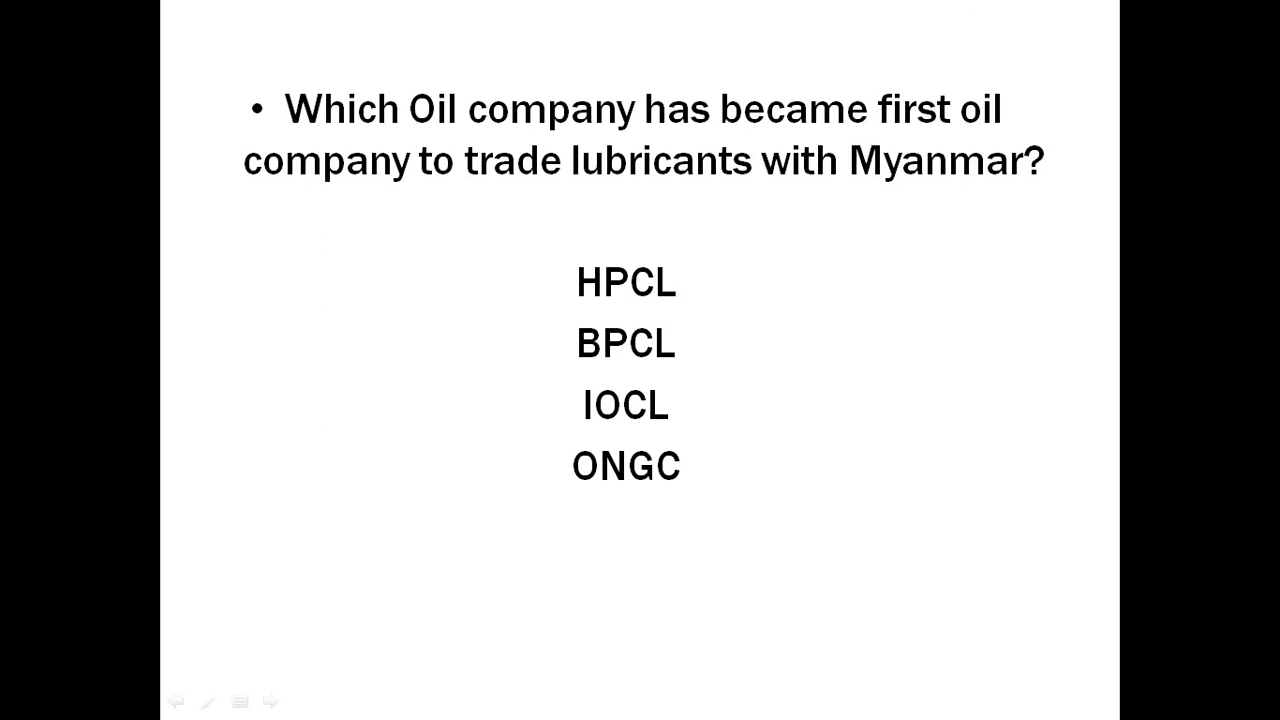 • Which Oil company has became first oil
company to trade lubricants with Myanmar?
HPCL
BPCL
IOCL
ONGC